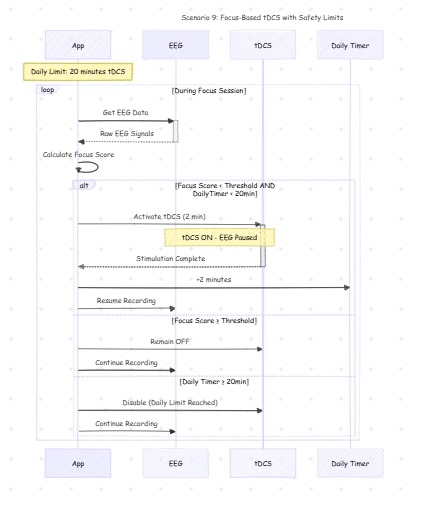 Scenario 9: Focus-Based tDCS with Safety Limits
App EEG tDCS Daily Timer
Daily Limit: 20 minutes tDCS
loop [During Focus Session]
Get EEG Data
Raw EEG Signals
Calculate Focus Score
alt [Focus Score < Threshold AND
DailyTimer < 20min]
Activate tDCS (2 min)
tDCS ON - EEG Paused
Stimulation Complete
+2 minutes
Resume Recording
[Focus Score ≥ Threshold]
Remain OFF
Continue Recording
[Daily Timer ≥ 20min]
Disable (Daily Limit Reached)
Continue Recording
App EEG tDCS Daily Timer